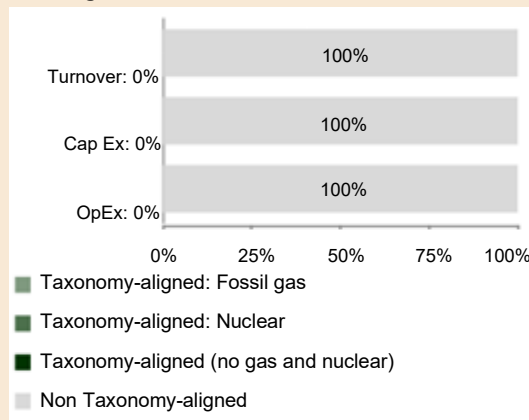 100%
Turnover: 0%
100%
Cap Ex: 0%
100%
OpEx: 0%
0% 25% 50% 75% 100%
Taxonomy-aligned: Fossil gas
Taxonomy-aligned: Nuclear
Taxonomy-aligned (no gas and nuclear)
Non Taxonomy-aligned